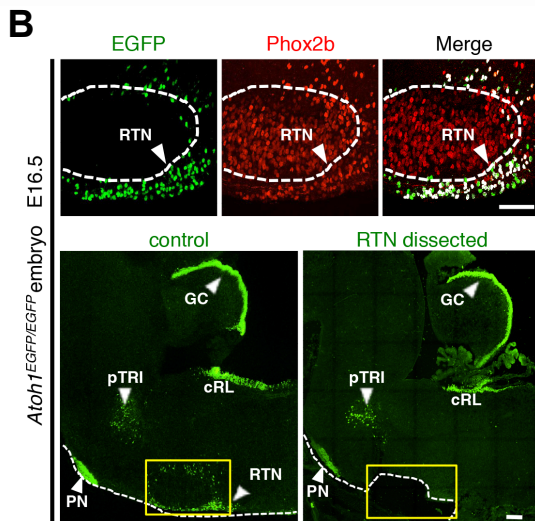 B
EGFP Phox2b Merge
RTN RTN RTN
Atoh1EGFP/EGFP embryo E16.5
control RTN dissected
GC GC
pTRI pTRI
cRL cRL
RTN
PN PN